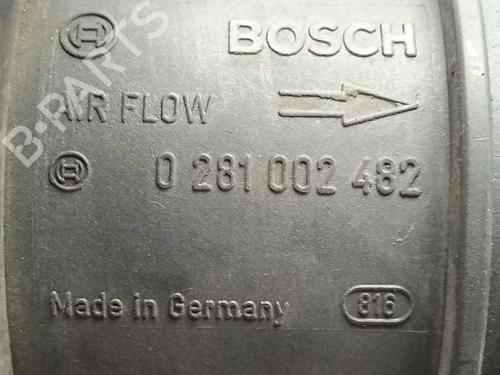 BOSCH
AIR FLOW
0 281 002 482
Made in Germany 816
B-PARTS